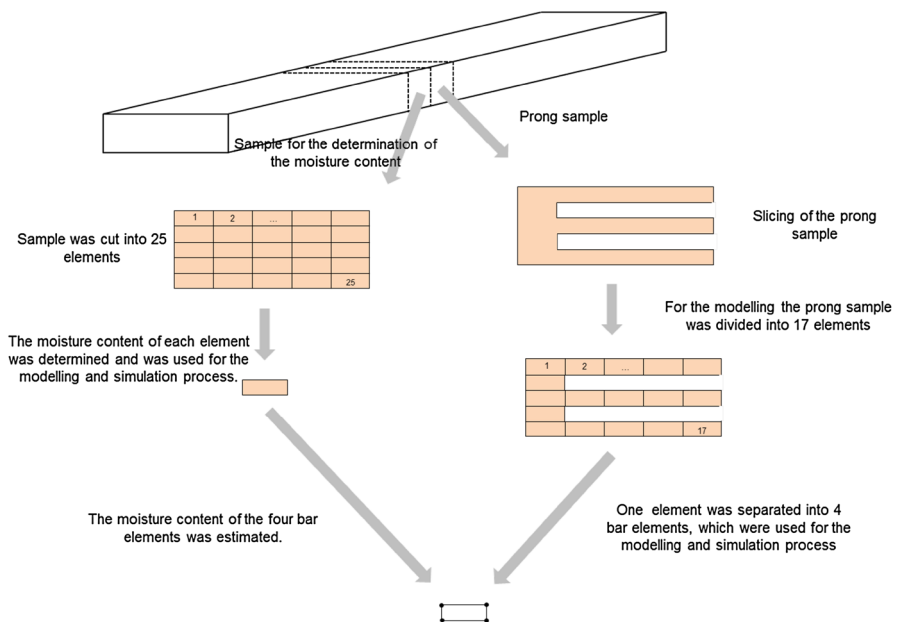 Prong sample
Sample for the determination of
the moisture content
Sample was cut into 25
elements
1 2 ...
25
Slicing of the prong
sample
For the modelling the prong sample
was divided into 17 elements
The moisture content of each element
was determined and was used for the
modelling and simulation process.
1 2 ...
17
The moisture content of the four bar
elements was estimated.
One element was separated into 4
bar elements, which were used for the
modelling and simulation process